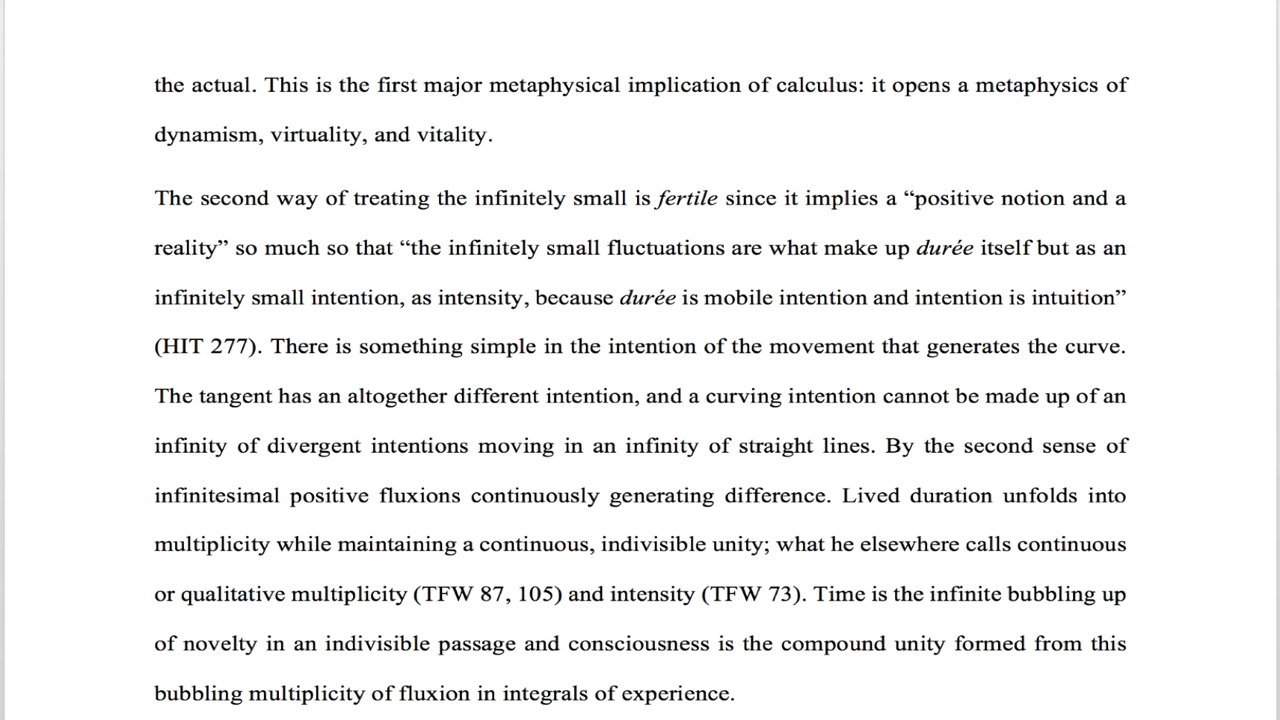 the actual. This is the first major metaphysical implication of calculus: it opens a metaphysics of
dynamism, virtuality, and vitality.
The second way of treating the infinitely small is fertile since it implies a “positive notion and a
reality” so much so that “the infinitely small fluctuations are what make up durée itself but as an
infinitely small intention, as intensity, because durée is mobile intention and intention is intuition”
(HIT 277). There is something simple in the intention of the movement that generates the curve.
The tangent has an altogether different intention, and a curving intention cannot be made up of an
infinity of divergent intentions moving in an infinity of straight lines. By the second sense of
infinitesimal positive fluxions continuously generating difference. Lived duration unfolds into
multiplicity while maintaining a continuous, indivisible unity; what he elsewhere calls continuous
or qualitative multiplicity (TFW 87, 105) and intensity (TFW 73). Time is the infinite bubbling up
of novelty in an indivisible passage and consciousness is the compound unity formed from this
bubbling multiplicity of fluxion in integrals of experience.